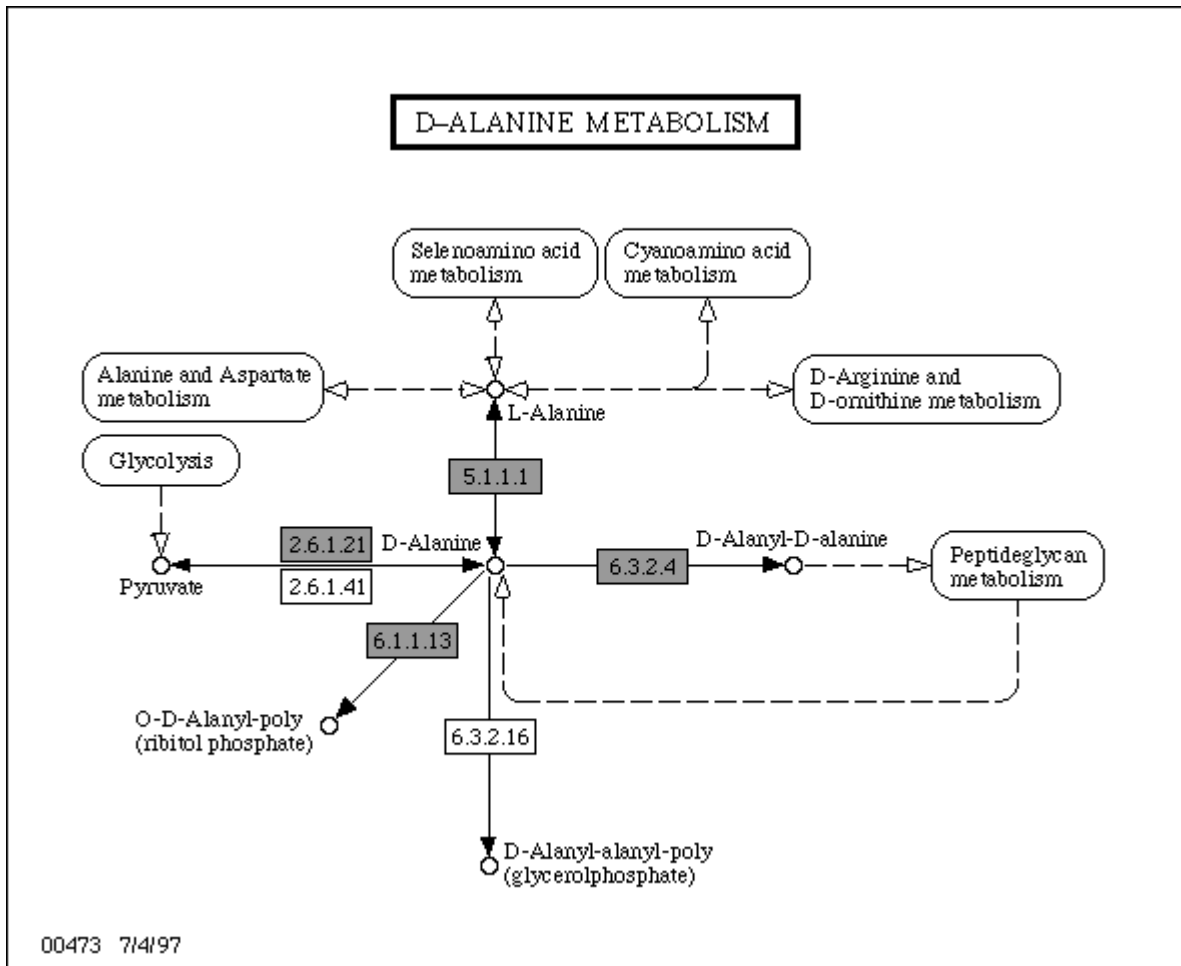 D-ALANINE METABOLISM
Selenoamino acid
metabolism
Cyanoamino acid
metabolism
Alanine and Aspartate
metabolism
D-Arginine and
D-ornithine metabolism
L-Alanine
Glycolysis
5.1.1.1
2.6.1.21
D-Alanine
D-Alanyl-D-alanine
6.3.2.4
Peptideglycan
metabolism
Pyruvate
2.6.1.41
6.1.1.13
O-D-Alanyl-poly
(ribitol phosphate)
6.3.2.16
D-Alanyl-alanyl-poly
(glycerolphosphate)
00473 7/4/97